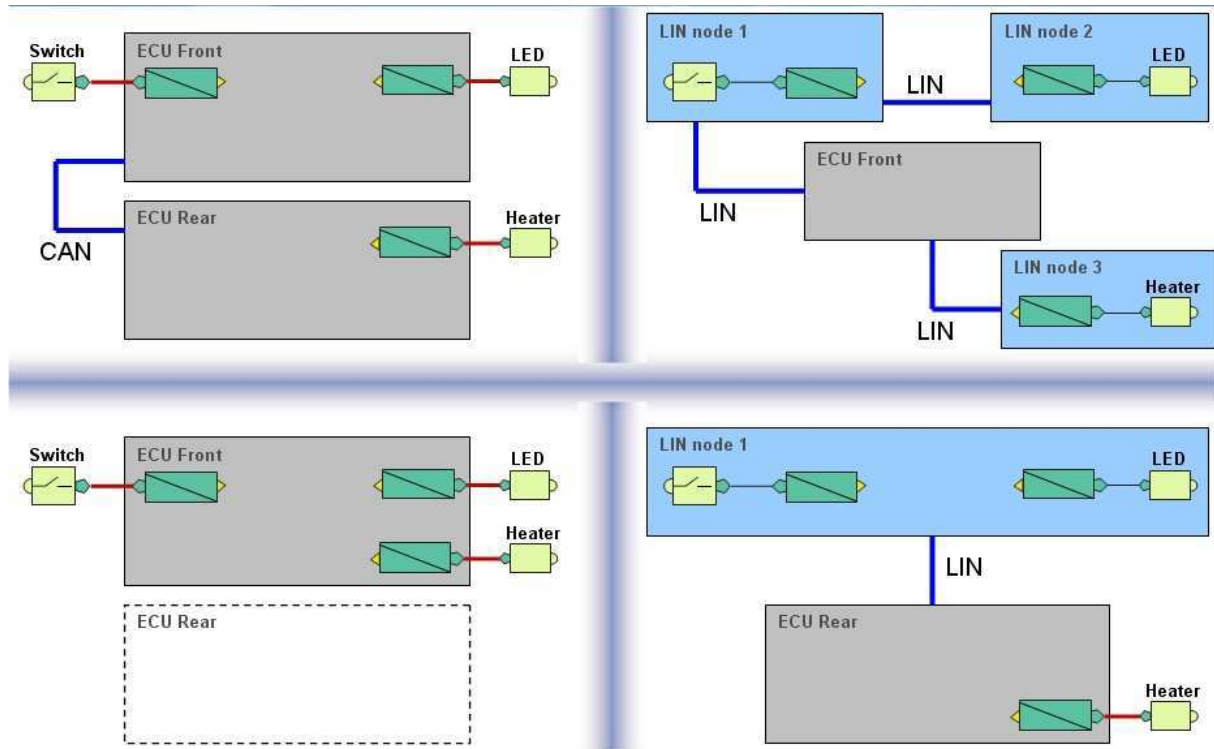 Switch
ECU Front
LED
CAN
ECU Rear
Heater
LIN node 1
LIN node 2
LED
LIN
ECU Front
LIN
LIN node 3
Heater
LIN
Switch
ECU Front
LED
Heater
ECU Rear
LIN node 1
LED
LIN
ECU Rear
Heater